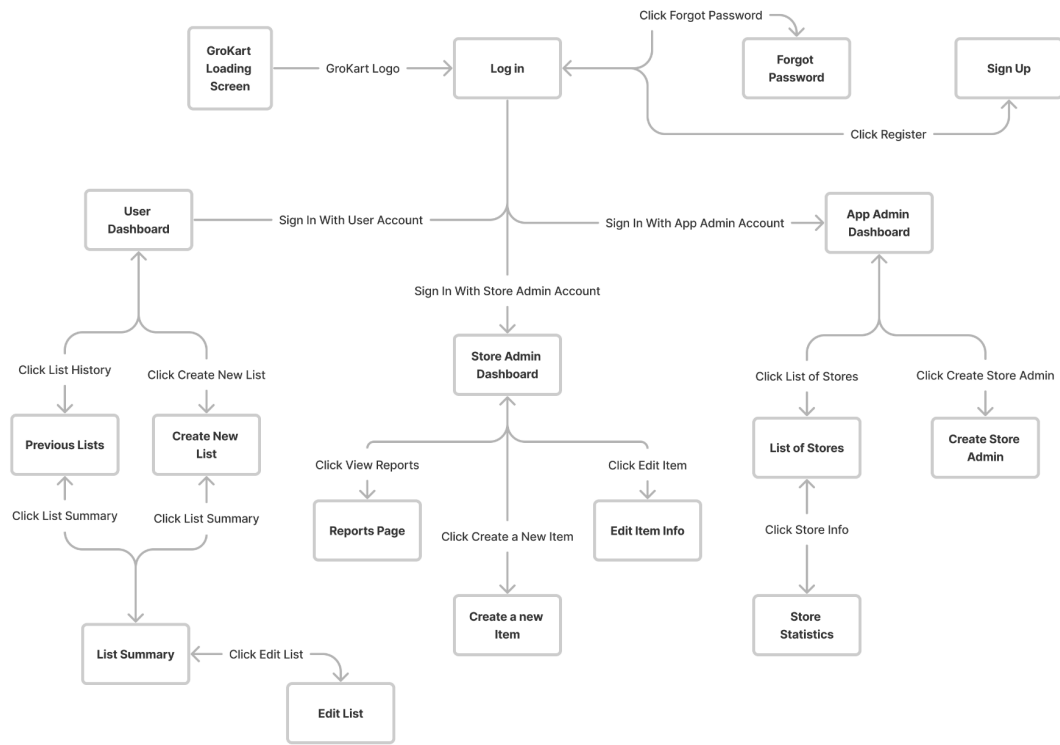 Click Forgot Password
GroKart
Loading
Screen
GroKart Logo
Log in
Forgot
Password
Sign Up
Click Register
User
Dashboard
Sign In With User Account
Sign In With App Admin Account
App Admin
Dashboard
Sign In With Store Admin Account
Store Admin
Dashboard
Click List History
Click Create New List
Click List of Stores
Click Create Store Admin
Previous Lists
Create New
List
List of Stores
Create Store
Admin
Click View Reports
Click Edit Item
Click List Summary
Click List Summary
Reports Page
Click Create a New Item
Edit Item Info
Click Store Info
Create a new
Item
Store
Statistics
List Summary
Click Edit List
Edit List